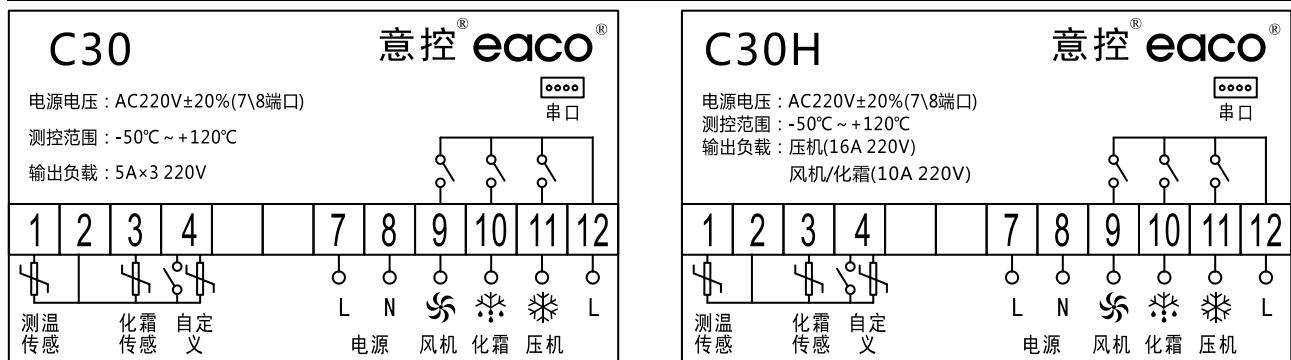 C30
意控® eaco®
电源电压：AC220V±20%(7\8端口)
串口
测控范围：-50℃～+120℃
输出负载：5A×3 220V
1 2 3 4 7 8 9 10 11 12
L N L
测温传感
化霜传感
自定义
电源 风机 化霜 压机
C30H
意控® eaco®
电源电压：AC220V±20%(7\8端口)
串口
测控范围：-50℃～+120℃
输出负载：压机(16A 220V)
风机/化霜(10A 220V)
1 2 3 4 7 8 9 10 11 12
L N L
测温传感
化霜传感
自定义
电源 风机 化霜 压机